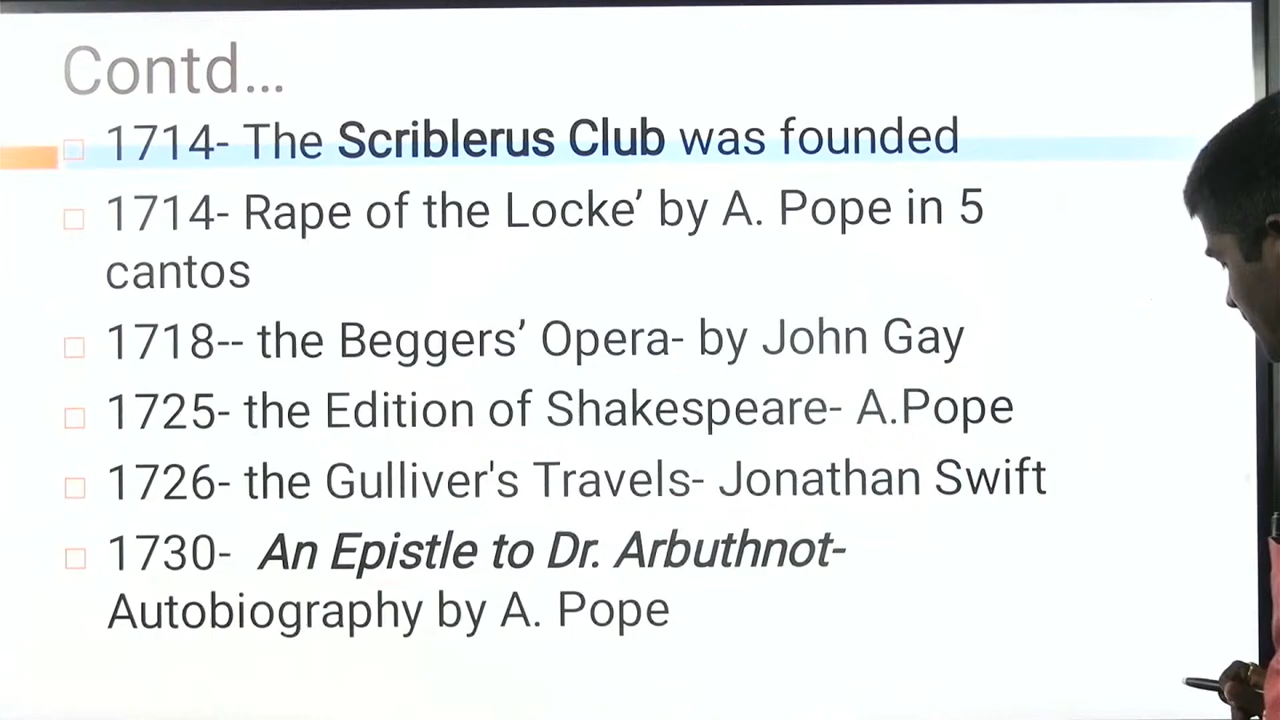 Contd...
1714- The Scriblerus Club was founded
1714- Rape of the Locke’ by A. Pope in 5
cantos
1718-- the Beggers’ Opera- by John Gay
1725- the Edition of Shakespeare- A.Pope
1726- the Gulliver's Travels- Jonathan Swift
1730- An Epistle to Dr. Arbuthnot-
Autobiography by A. Pope